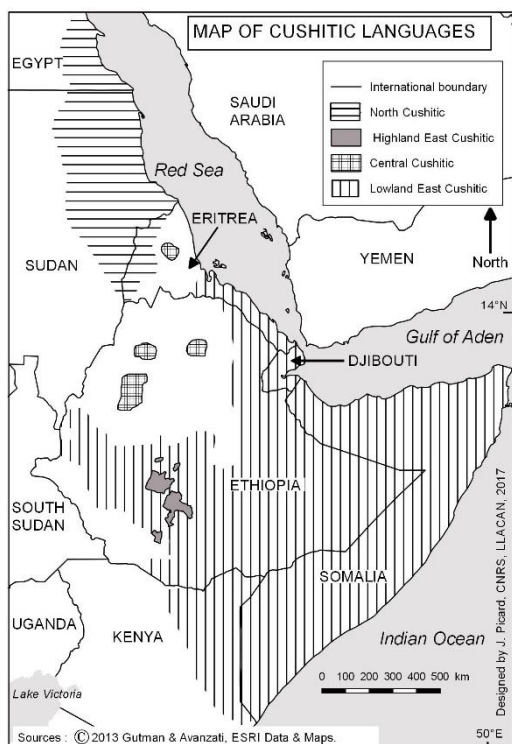 MAP OF CUSHITIC LANGUAGES
EGYPT
SAUDI
ARABIA
International boundary
North Cushitic
Highland East Cushitic
Central Cushitic
Lowland East Cushitic
Red Sea
ERITREA
SUDAN
YEMEN
North
14°N
Gulf of Aden
DJIBOUTI
ETHIOPIA
SOUTH
SUDAN
SOMALIA
UGANDA
KENYA
Indian Ocean
0 100 200 300 400 500 km
Lake Victoria
50°E
Sources : © 2013 Gutman & Avanzati, ESRI Data & Maps.
Designed by J. Picard, CNRS, LLACAN, 2017